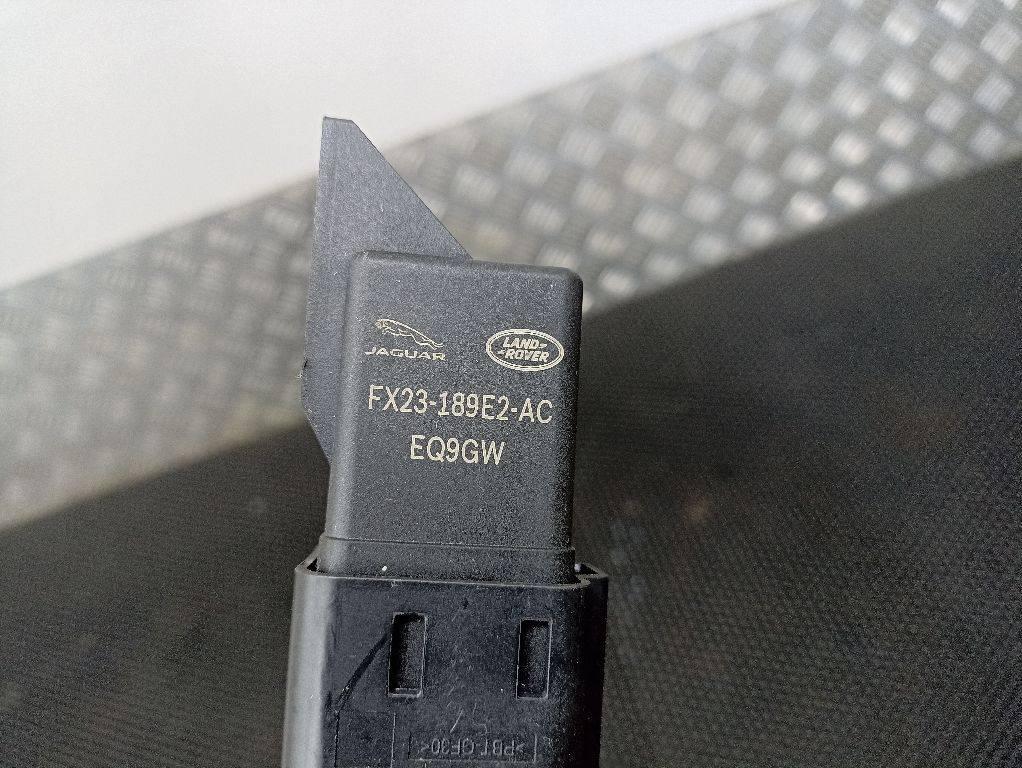 JAGUAR
LAND-
-ROVER
FX23-189E2-AC
EQ9GW
>PBT-GF30<